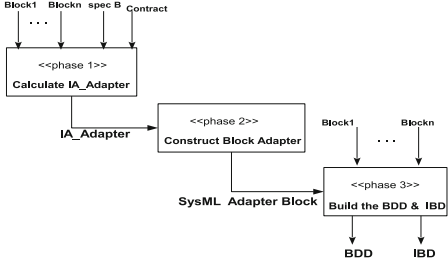 Block1 Blockn spec B Contract
. . .
<<phase 1>>
Calculate IA_Adapter
IA_Adapter
<<phase 2>>
Construct Block Adapter
Block1 Blockn
. . .
SysML Adapter Block
<<phase 3>>
Build the BDD & IBD
BDD IBD